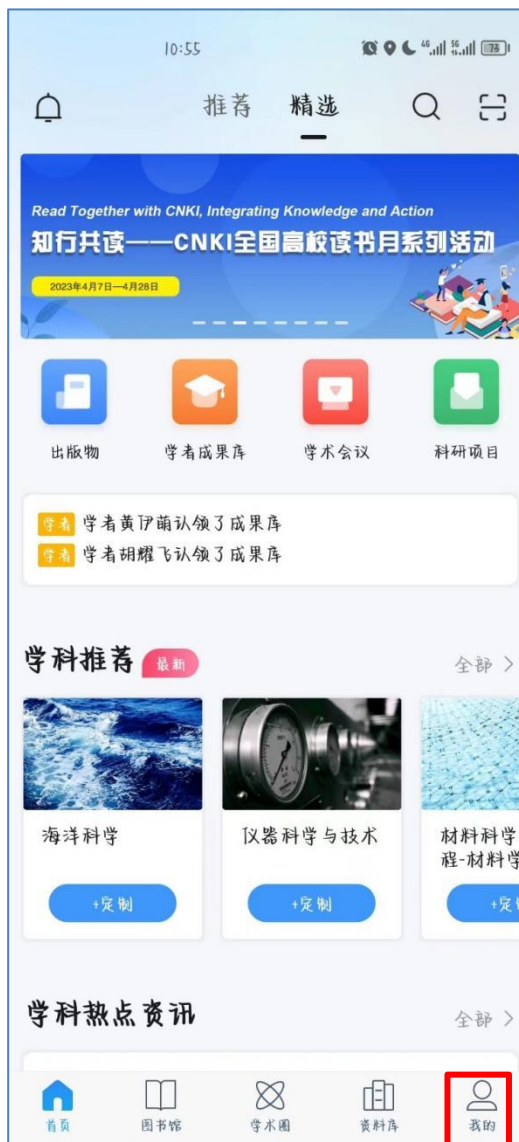 10:55
4G 5G 73
推荐 精选
Read Together with CNKI, Integrating Knowledge and Action
知行共读——CNKI全国高校读书月系列活动
2023年4月7日—4月28日
出版物 学者成果库 学术会议 科研项目
学者 学者黄伊萌认领了成果库
学者 学者胡耀飞认领了成果库
学科推荐 最新 全部 >
海洋科学 仪器科学与技术 材料科学
程-材料学
+定制 +定制 +定制
学科热点资讯 全部 >
首页 图书馆 学术圈 资料库 我的